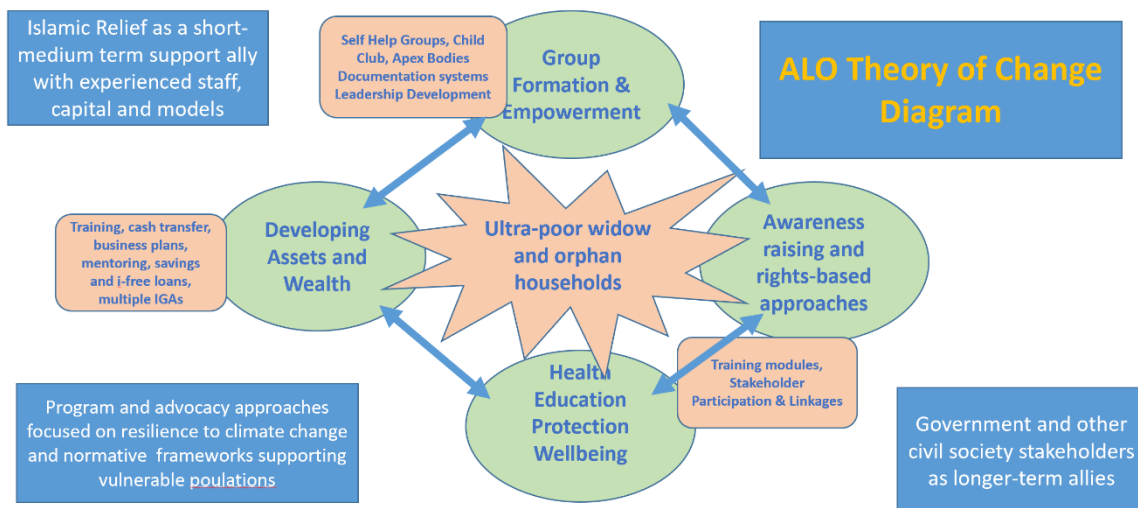 Islamic Relief as a short-
medium term support ally
with experienced staff,
capital and models
Self Help Groups, Child
Club, Apex Bodies
Documentation systems
Leadership Development
Group
Formation &
Empowerment
ALO Theory of Change
Diagram
Training, cash transfer,
business plans,
mentoring, savings
and i-free loans,
multiple IGAs
Developing
Assets and
Wealth
Ultra-poor widow
and orphan
households
Awareness
raising and
rights-based
approaches
Health
Education
Protection
Wellbeing
Training modules,
Stakeholder
Participation & Linkages
Program and advocacy approaches
focused on resilience to climate change
and normative frameworks supporting
vulnerable poulations
Government and other
civil society stakeholders
as longer-term allies